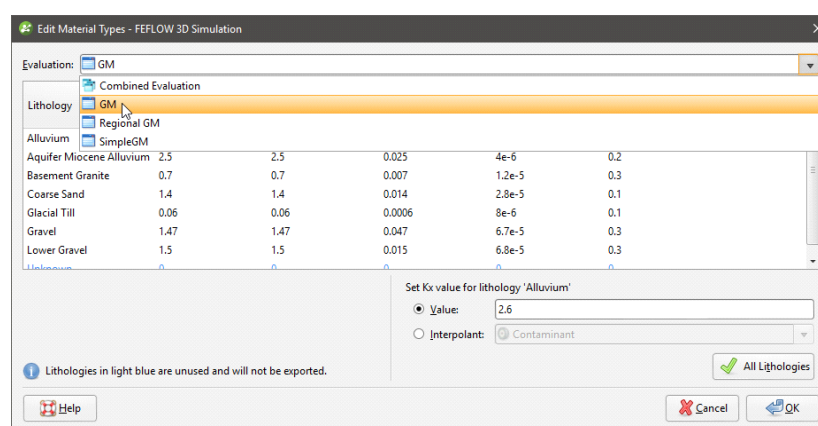 Edit Material Types - FEFLOW 3D Simulation
Evaluation: GM
Combined Evaluation
GM
Regional GM
SimpleGM
Lithology
Alluvium
Aquifer Miocene Alluvium 2.5 2.5 0.025 4e-6 0.2
Basement Granite 0.7 0.7 0.007 1.2e-5 0.3
Coarse Sand 1.4 1.4 0.014 2.8e-5 0.1
Glacial Till 0.06 0.06 0.0006 8e-6 0.1
Gravel 1.47 1.47 0.047 6.7e-5 0.3
Lower Gravel 1.5 1.5 0.015 6.8e-5 0.3
Unknown 0 0 0 0 0
Set Kx value for lithology 'Alluvium'
Value: 2.6
Interpolant: Contaminant
All Lithologies
Lithologies in light blue are unused and will not be exported.
Help
Cancel
OK